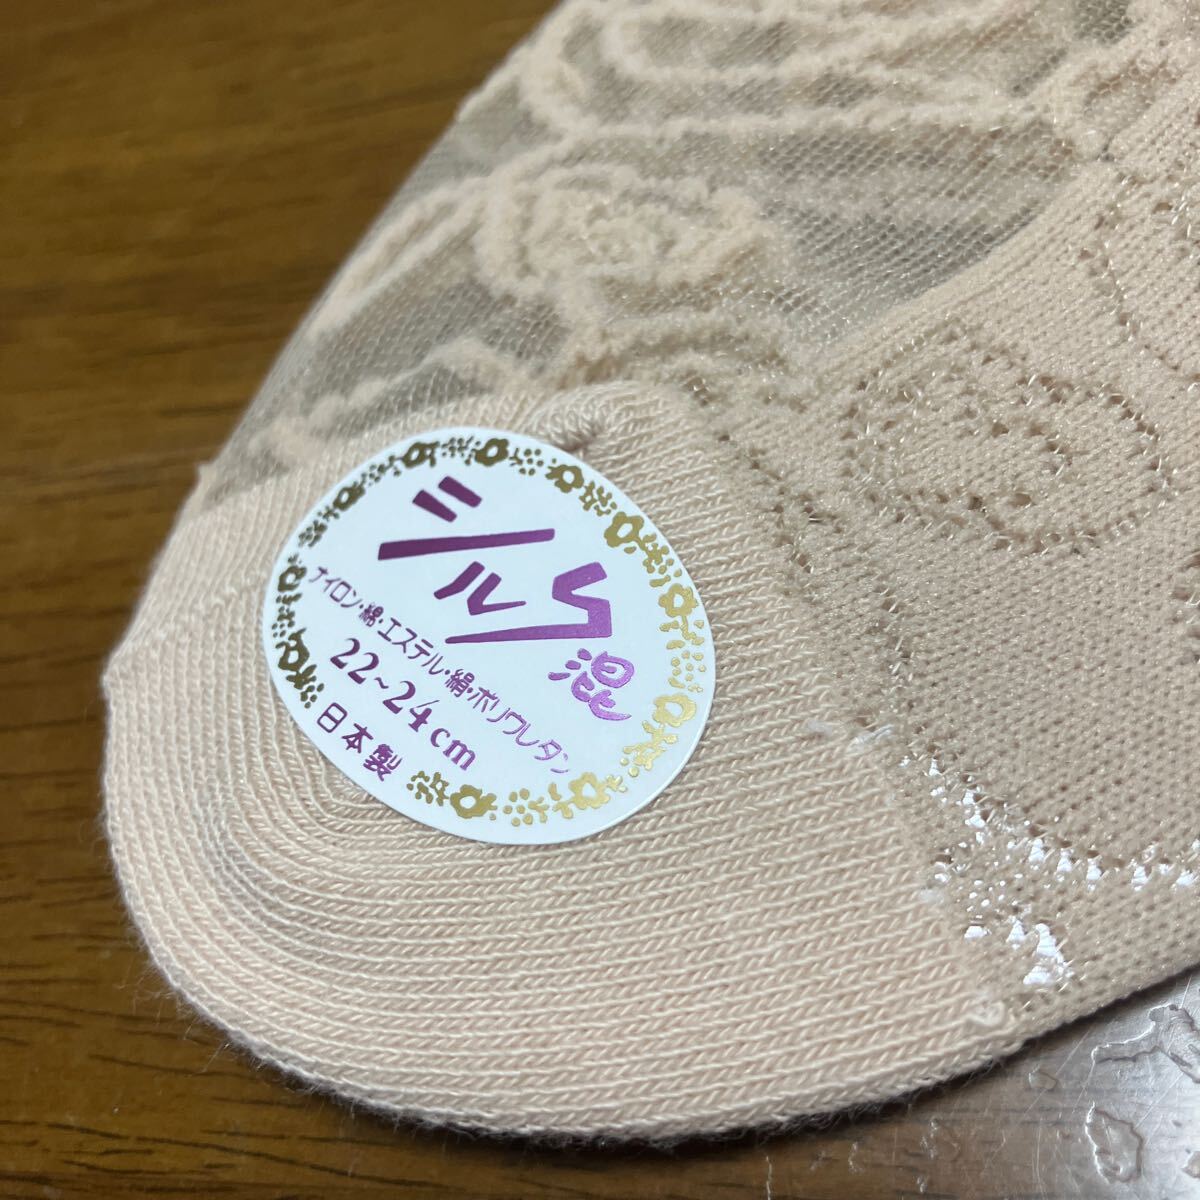 シルク混
ナイロン・綿・エステル・絹・ポリウレタン
22~24cm
日本製